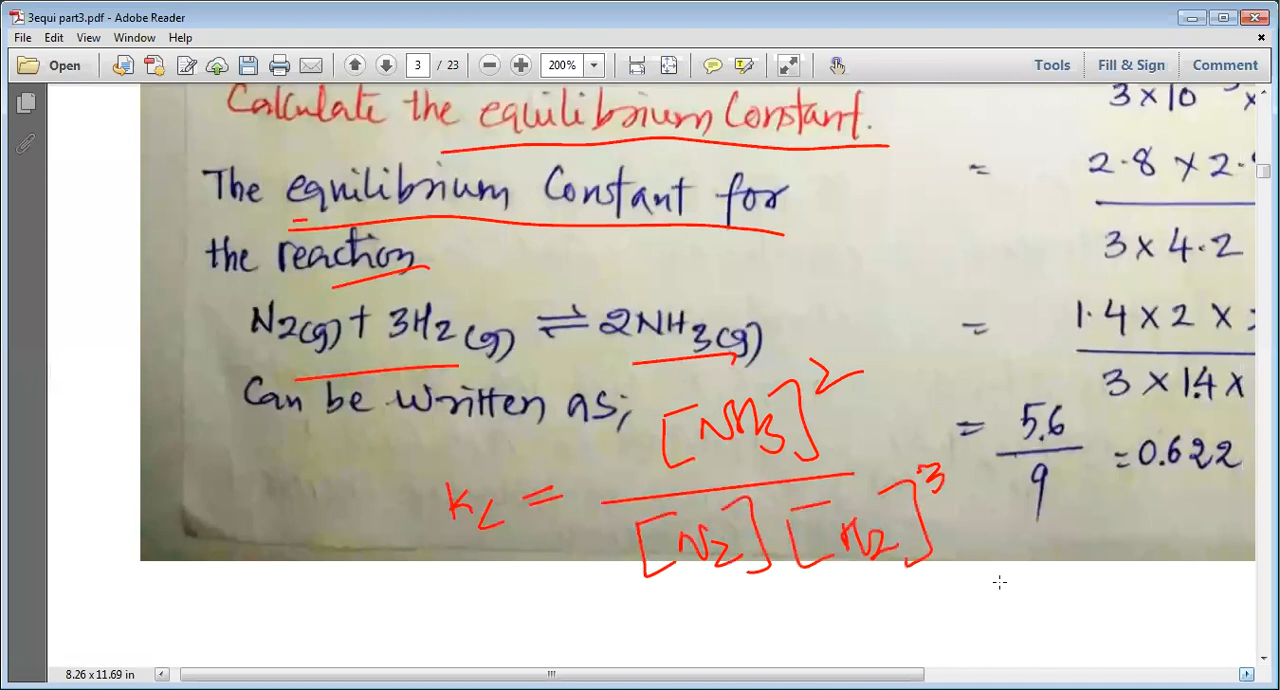 3equi part3.pdf - Adobe Reader
File Edit View Window Help
Open 3 / 23 200% Tools Fill & Sign Comment
Calculate the equilibrium Constant.
The equilibrium Constant for
the reaction
N2(g) + 3H2(g) ⇌ 2NH3(g)
Can be written as;
Kc = [NH3]^2
[N2] [H2]^3
3 × 10
= 2.8 × 2.
3 × 4.2
= 1.4 × 2 ×
3 × 1.4 ×
= 5.6
9
= 0.622
8.26 x 11.69 in